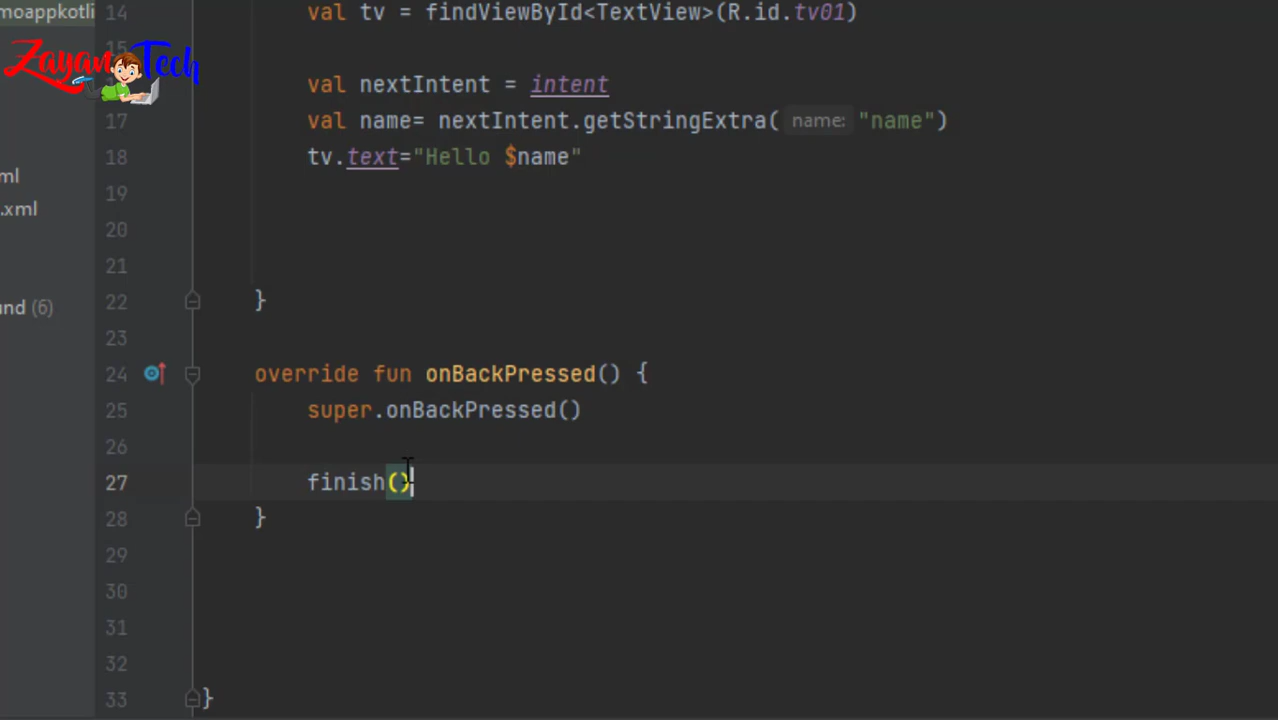 moappkotli
14 val tv = findViewById<TextView>(R.id.tv01)
15
Zayan Tech
val nextIntent = intent
17 val name= nextIntent.getStringExtra( name: "name")
18 tv.text="Hello $name"
ml
19
.xml
20
21
22 }
und (6)
23
24 override fun onBackPressed() {
25 super.onBackPressed()
26
27 finish()
28 }
29
30
31
32
33 }